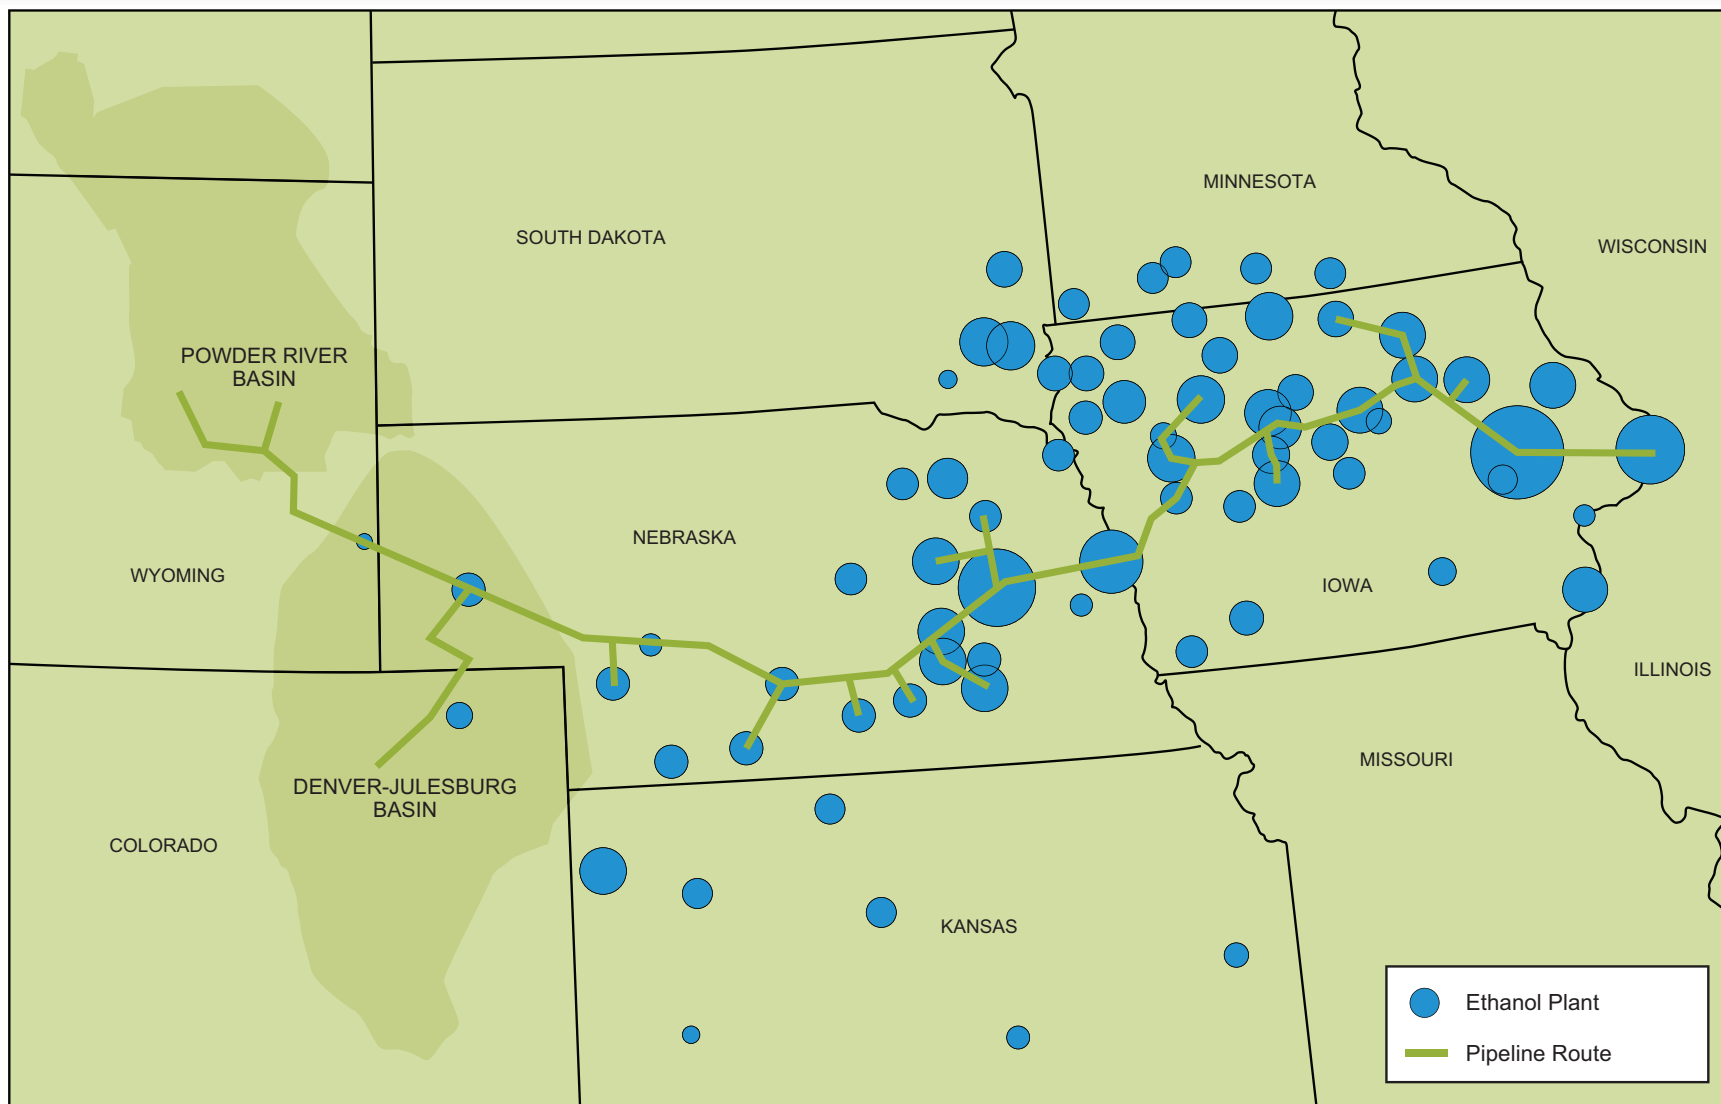 MINNESOTA
SOUTH DAKOTA
WISCONSIN
POWDER RIVER
BASIN
NEBRASKA
WYOMING
IOWA
ILLINOIS
MISSOURI
DENVER-JULESBURG
BASIN
COLORADO
KANSAS
Ethanol Plant
Pipeline Route